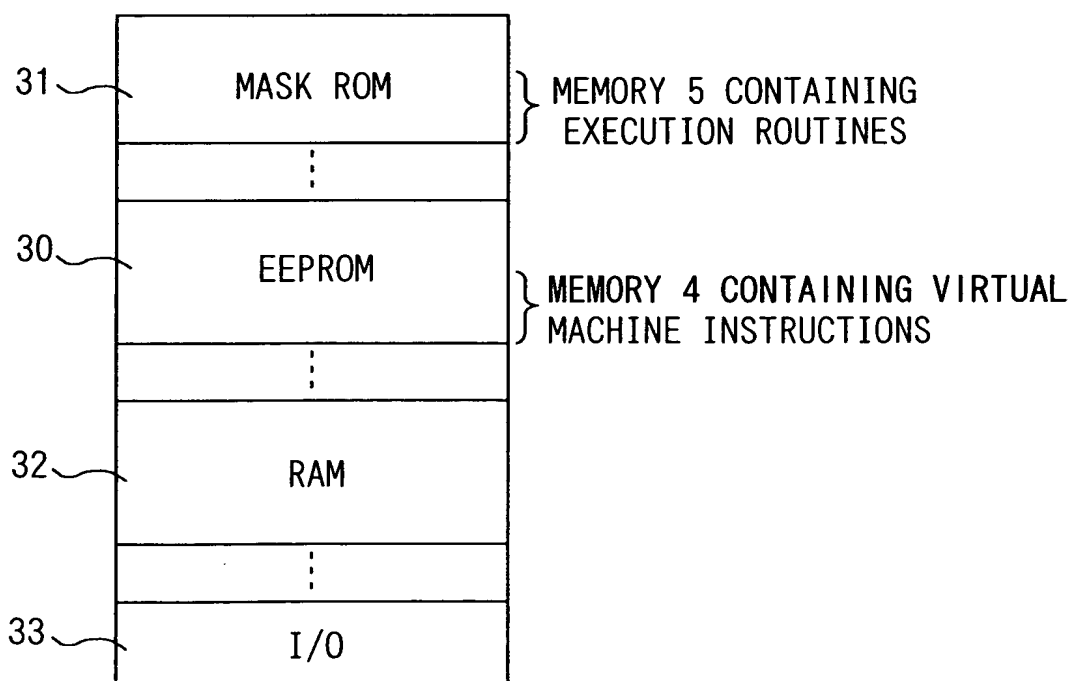 31
MASK ROM
MEMORY 5 CONTAINING
EXECUTION ROUTINES
30
EEPROM
MEMORY 4 CONTAINING VIRTUAL
MACHINE INSTRUCTIONS
32
RAM
33
I/O